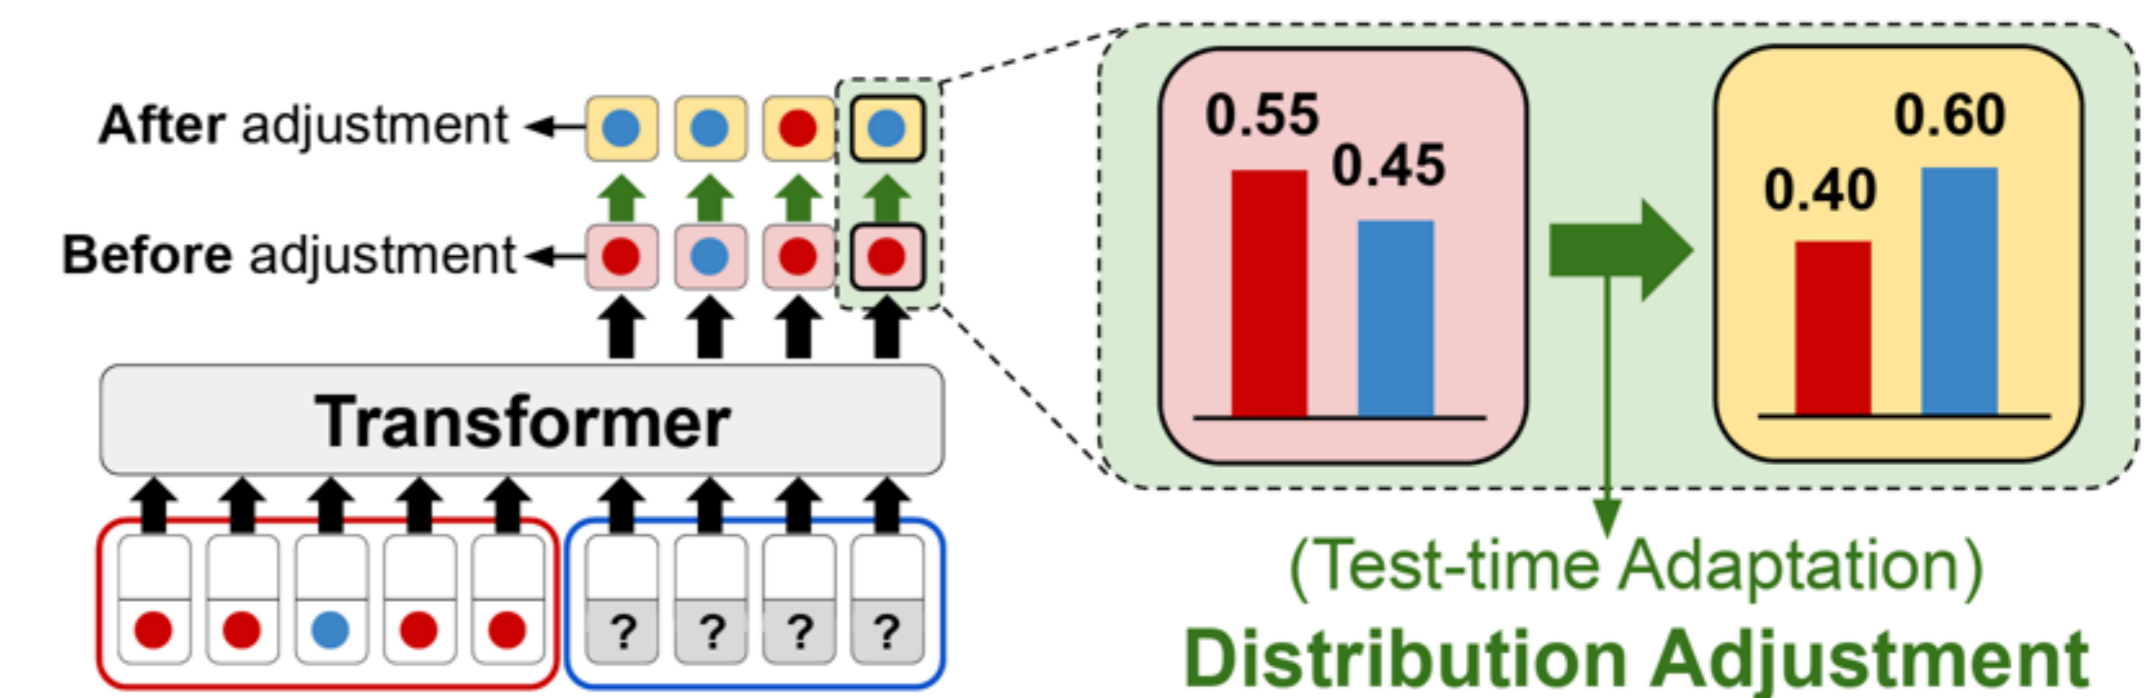 After adjustment
Before adjustment
Transformer
? ? ? ?
0.55
0.45
0.40
0.60
(Test-time Adaptation)
Distribution Adjustment